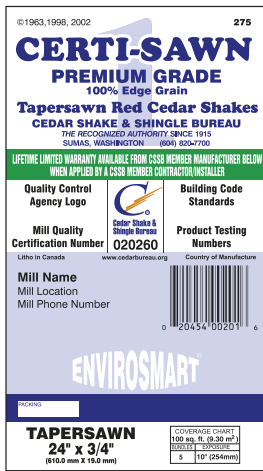 ©1963,1998, 2002 275
1
CERTI-SAWN
PREMIUM GRADE
100% Edge Grain
Tapersawn Red Cedar Shakes
CEDAR SHAKE & SHINGLE BUREAU
THE RECOGNIZED AUTHORITY SINCE 1915
SUMAS, WASHINGTON (604) 820-7700
LIFETIME LIMITED WARRANTY AVAILABLE FROM CSSB MEMBER MANUFACTURER BELOW
WHEN APPLIED BY A CSSB MEMBER CONTRACTOR/INSTALLER
Quality Control
Agency Logo
Mill Quality
Certification Number
C
Cedar Shake &
Shingle Bureau
020260
Building Code
Standards
Product Testing
Numbers
Litho in Canada www.cedarbureau.org Country of Manufacture
Mill Name
Mill Location
Mill Phone Number
0 20454 00201 6
ENVIROSMART
PACKING
TAPERSAWN
24" x 3/4"
(610.0 mm X 19.0 mm)
COVERAGE CHART
100 sq. ft. (9.30 m²)
BUNDLES EXPOSURE
5 10" (254mm)